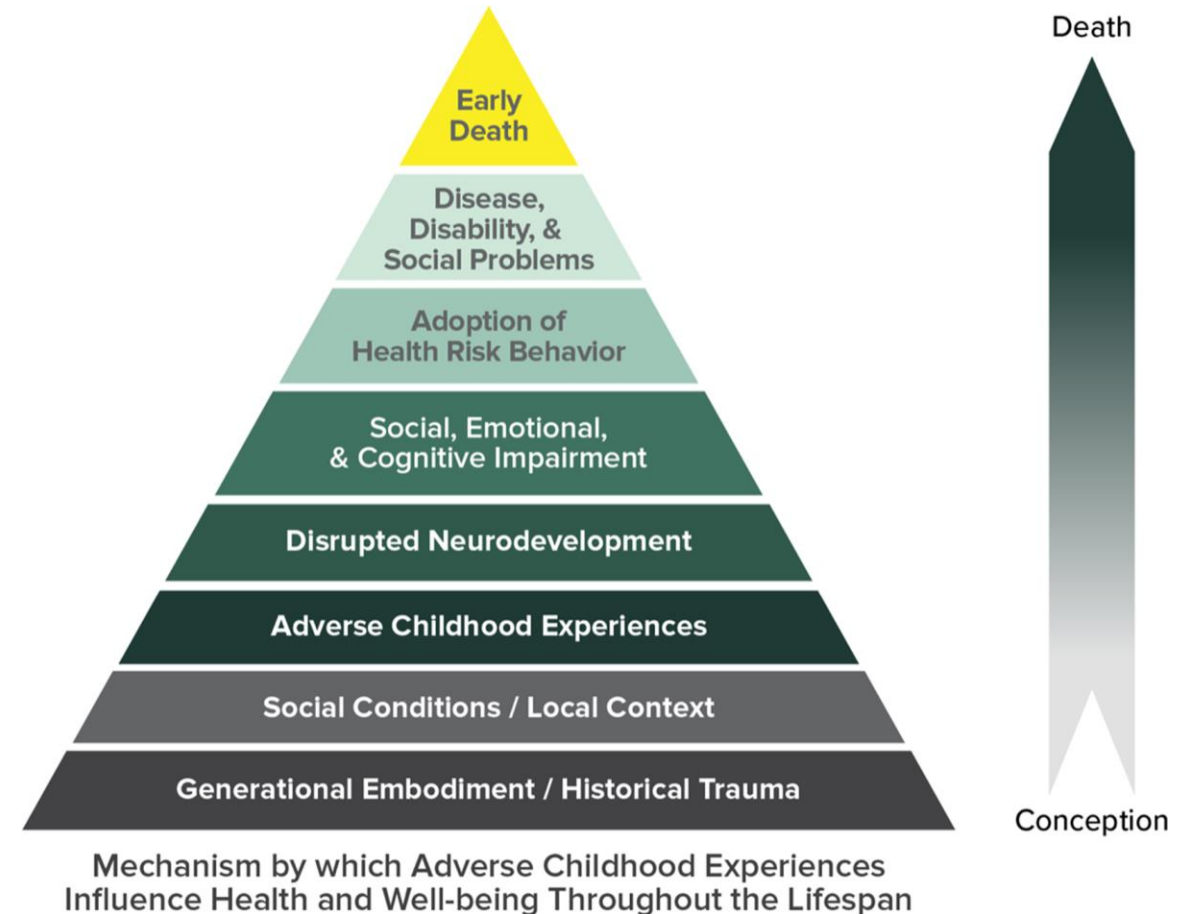 Death
Early
Death
Disease,
Disability, &
Social Problems
Adoption of
Health Risk Behavior
Social, Emotional,
& Cognitive Impairment
Disrupted Neurodevelopment
Adverse Childhood Experiences
Social Conditions / Local Context
Generational Embodiment / Historical Trauma
Conception
Mechanism by which Adverse Childhood Experiences
Influence Health and Well-being Throughout the Lifespan